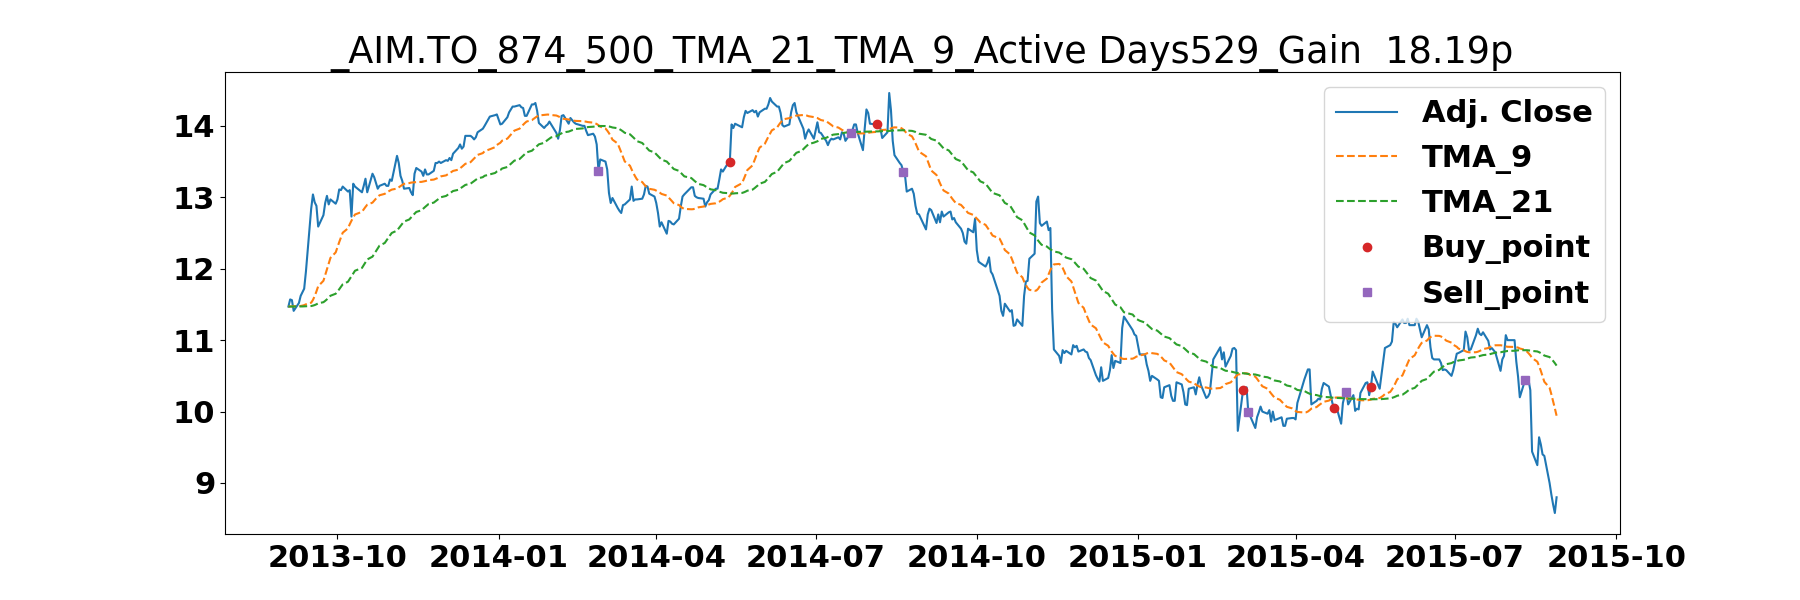 _AIM.TO_874_500_TMA_21_TMA_9_Active Days529_Gain  18.19p
Adj. Close
TMA_9
TMA_21
Buy_point
Sell_point
14
13
12
11
10
9
2013-10 2014-01 2014-04 2014-07 2014-10 2015-01 2015-04 2015-07 2015-10